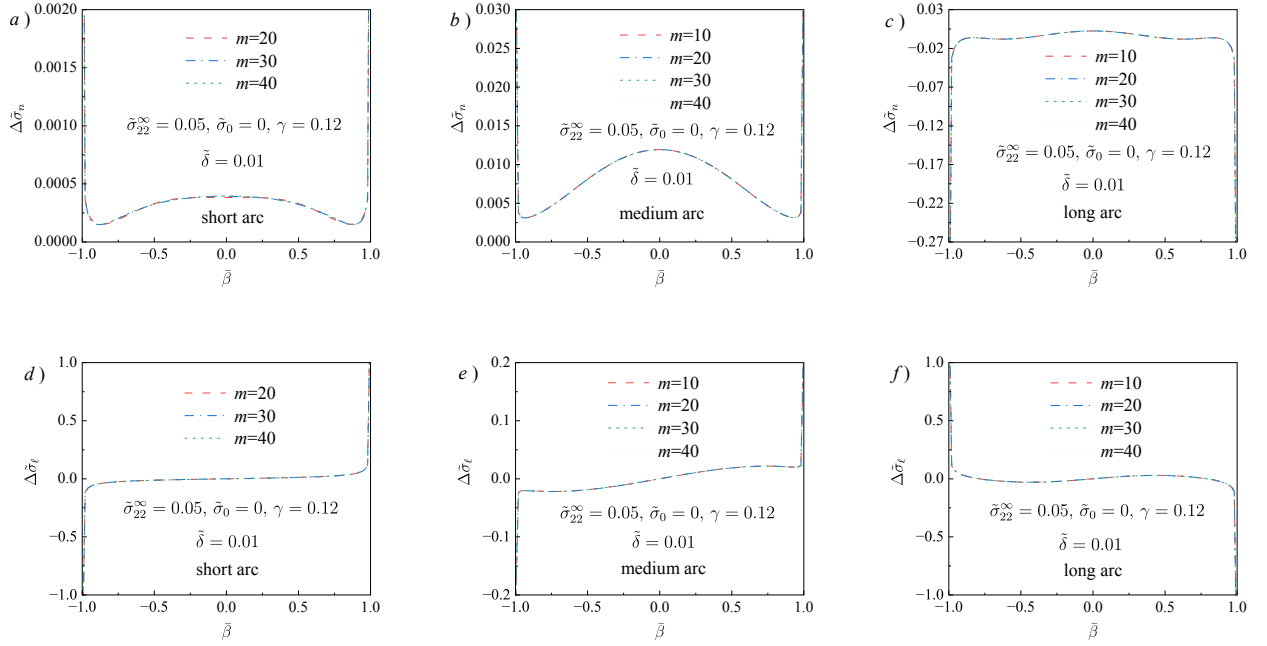 a)
0.0020
0.0015
0.0010
0.0005
0.0000
Δσ̃ₙ
m=20
m=30
m=40
σ̃₂₂^∞ = 0.05, σ̃₀ = 0, γ = 0.12
δ̃ = 0.01
short arc
−1.0 −0.5 0.0 0.5 1.0
β̄
b)
0.030
0.025
0.020
0.015
0.010
0.005
0.000
Δσ̃ₙ
m=10
m=20
m=30
m=40
σ̃₂₂^∞ = 0.05, σ̃₀ = 0, γ = 0.12
δ̃ = 0.01
medium arc
−1.0 −0.5 0.0 0.5 1.0
β̄
c)
0.03
−0.02
−0.07
−0.12
−0.17
−0.22
−0.27
Δσ̃ₙ
m=10
m=20
m=30
m=40
σ̃₂₂^∞ = 0.05, σ̃₀ = 0, γ = 0.12
δ̃ = 0.01
long arc
−1.0 −0.5 0.0 0.5 1.0
β̄
d)
1.0
0.5
0.0
−0.5
−1.0
Δσ̃_ℓ
m=20
m=30
m=40
σ̃₂₂^∞ = 0.05, σ̃₀ = 0, γ = 0.12
δ̃ = 0.01
short arc
−1.0 −0.5 0.0 0.5 1.0
β̄
e)
0.2
0.1
0.0
−0.1
−0.2
Δσ̃_ℓ
m=10
m=20
m=30
m=40
σ̃₂₂^∞ = 0.05, σ̃₀ = 0, γ = 0.12
δ̃ = 0.01
medium arc
−1.0 −0.5 0.0 0.5 1.0
β̄
f)
1.0
0.5
0.0
−0.5
−1.0
Δσ̃_ℓ
m=10
m=20
m=30
m=40
σ̃₂₂^∞ = 0.05, σ̃₀ = 0, γ = 0.12
δ̃ = 0.01
long arc
−1.0 −0.5 0.0 0.5 1.0
β̄